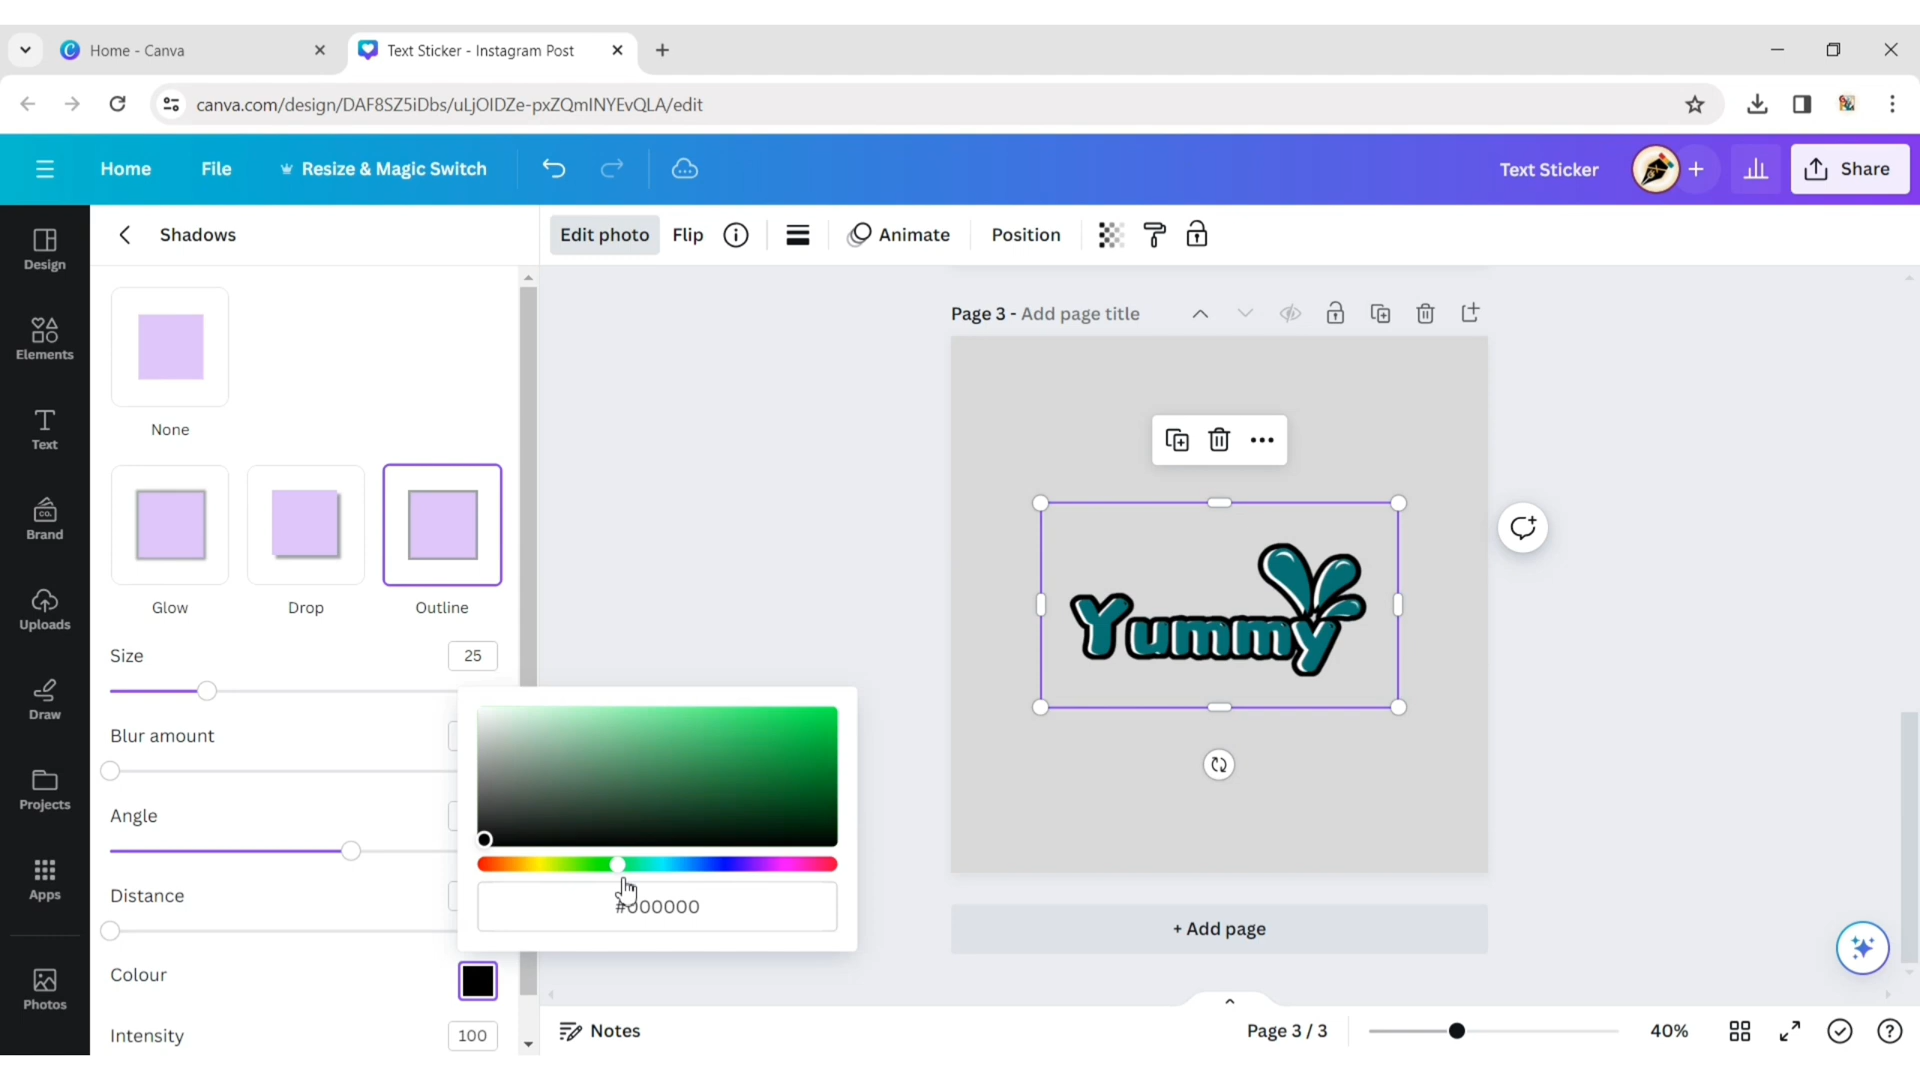 Home - Canva
Text Sticker - Instagram Post
canva.com/design/DAF8SZ5iDbs/uLjOIDZe-pxZQmINYEvQLA/edit
Home
File
Resize & Magic Switch
Text Sticker
Share
Design
Elements
Text
CO.
Brand
Uploads
Draw
Projects
Apps
Photos
Shadows
None
Glow
Drop
Outline
Size
25
Blur amount
Angle
Distance
Colour
Intensity
100
#000000
Edit photo
Flip
Animate
Position
Page 3 - Add page title
Yummy
+ Add page
Notes
Page 3 / 3
40%